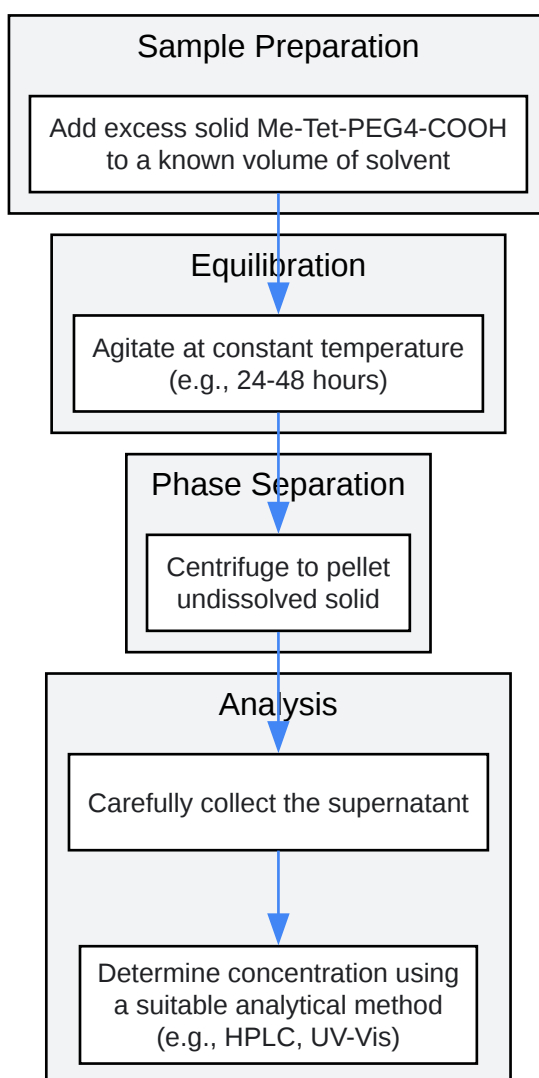 Sample Preparation
Add excess solid Me-Tet-PEG4-COOH
to a known volume of solvent
Equilibration
Agitate at constant temperature
(e.g., 24-48 hours)
Phase Separation
Centrifuge to pellet
undissolved solid
Analysis
Carefully collect the supernatant
Determine concentration using
a suitable analytical method
(e.g., HPLC, UV-Vis)